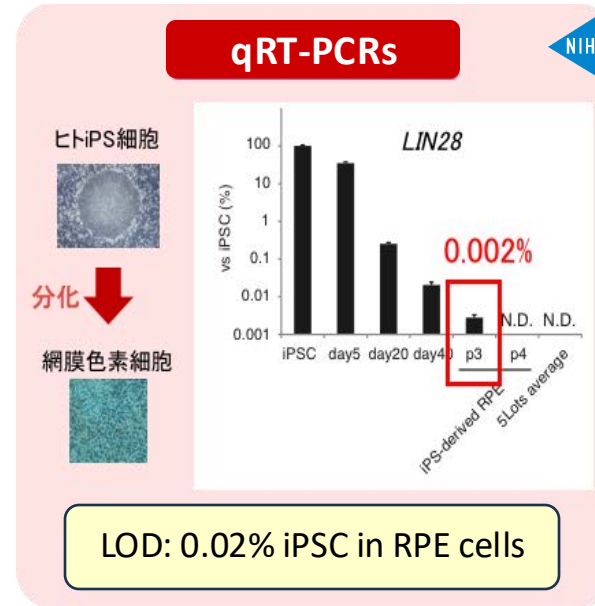 qRT-PCRs
NIH
ヒトiPS細胞
分化
網膜色素細胞
LIN28
vs iPSC (%)
100
10
1
0.1
0.01
0.001
0.002%
N.D. N.D.
iPSC day5 day20 day40 p3 p4 5Lots average
iPS-derived RPE
LOD: 0.02% iPSC in RPE cells